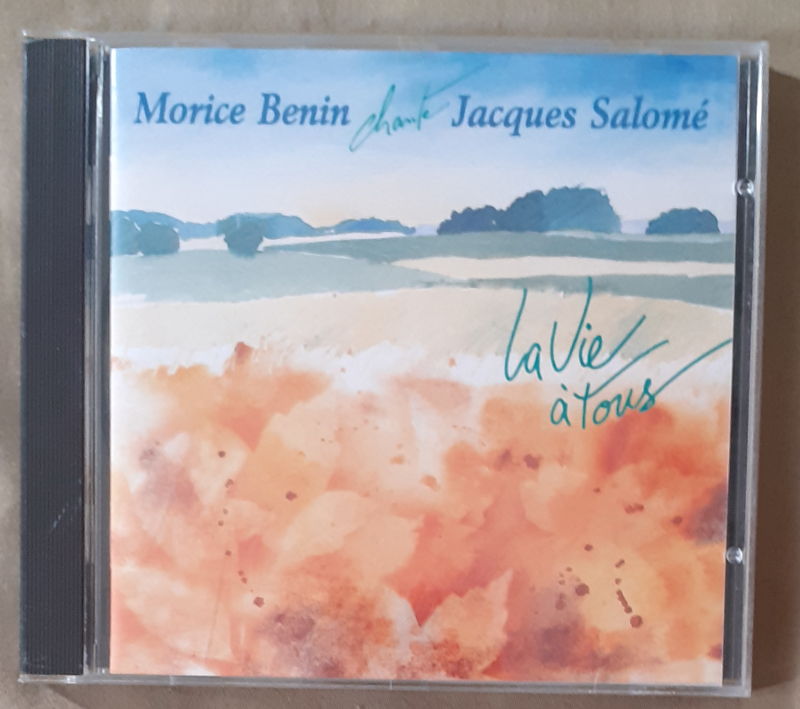 Morice Benin chante Jacques Salomé
La Vie
à tous